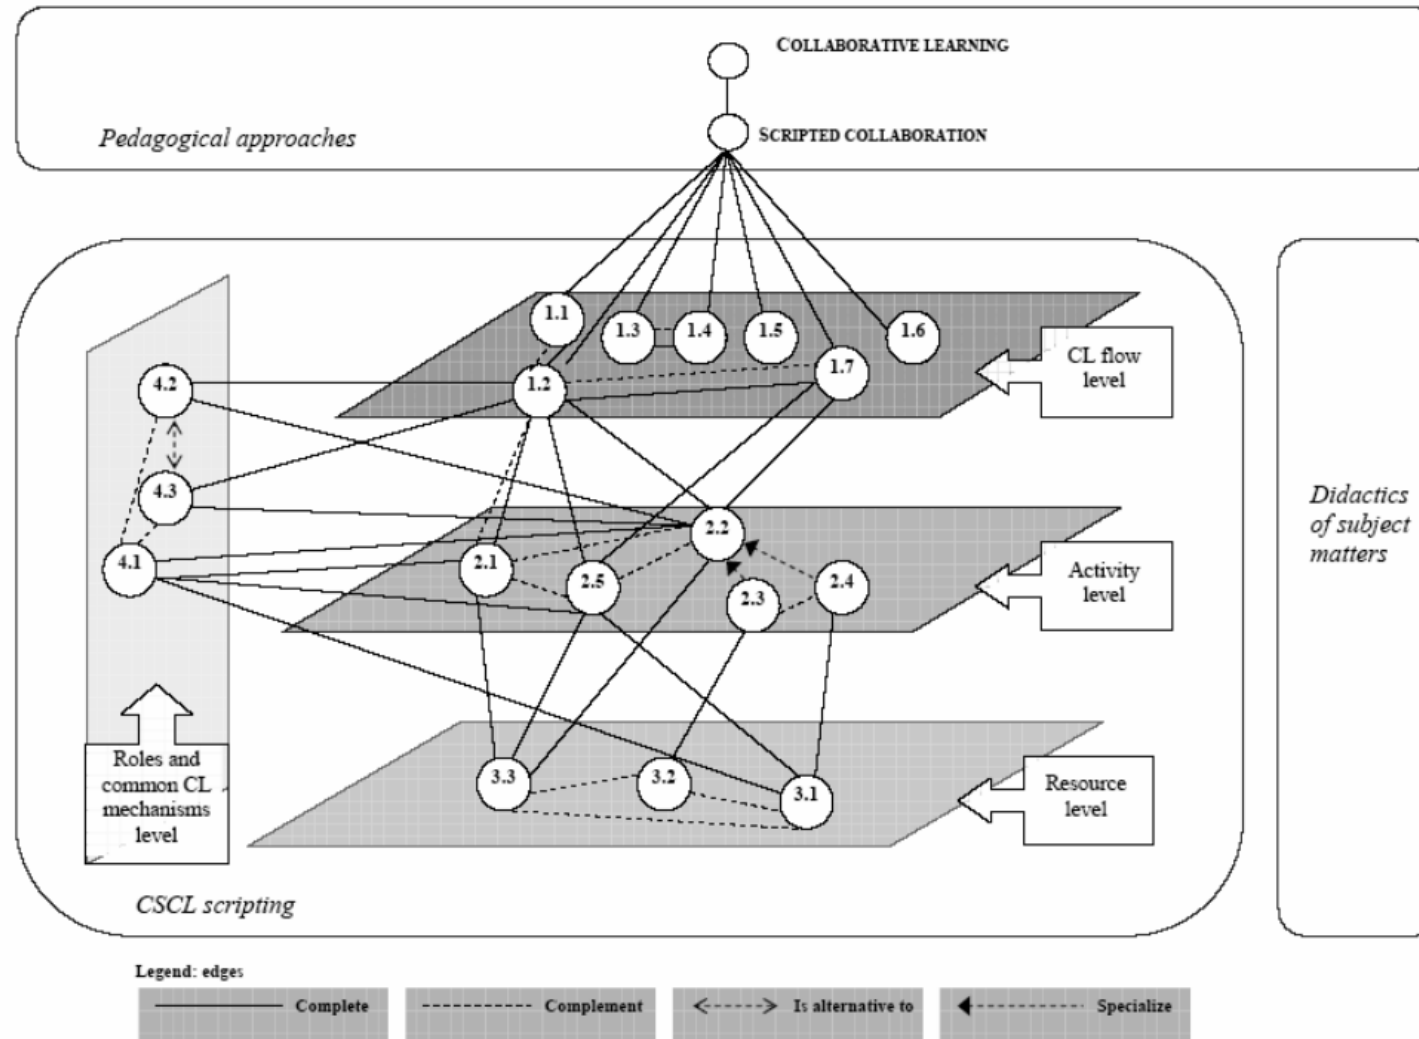 COLLABORATIVE LEARNING
SCRIPTED COLLABORATION
Pedagogical approaches
1.1
1.3
1.4
1.5
1.6
1.7
1.2
CL flow
level
4.2
4.3
4.1
2.2
2.1
2.5
2.3
2.4
Activity
level
Didactics
of subject
matters
3.3
3.2
3.1
Resource
level
Roles and
common CL
mechanisms
level
CSCL scripting
Legend: edges
Complete
Complement
Is alternative to
Specialize